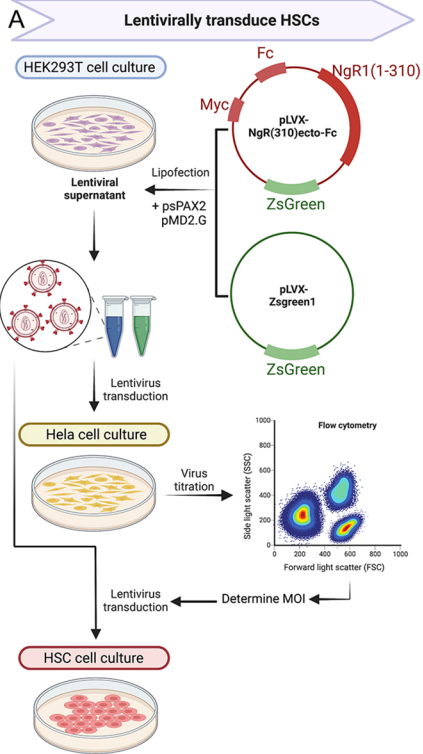 A
Lentivirally transduce HSCs
HEK293T cell culture
Fc
NgR1(1-310)
Myc
pLVX-
NgR(310)ecto-Fc
ZsGreen
Lipofection
+ psPAX2
pMD2.G
Lentiviral
supernatant
pLVX-
Zsgreen1
ZsGreen
Lentivirus
transduction
Hela cell culture
Virus
titration
Flow cytometry
Side light scatter (SSC)
1000
800
600
400
200
0
0
200
400
600
800
1000
Forward light scatter (FSC)
Lentivirus
transduction
Determine MOI
HSC cell culture